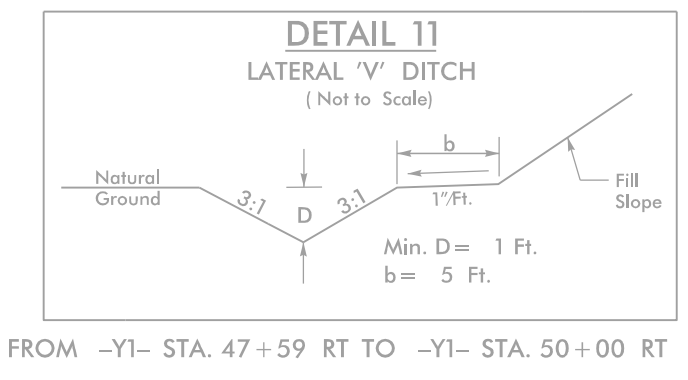 DETAIL 11
LATERAL 'V' DITCH
( Not to Scale)
b
Natural
Ground
3:1
D
3:1
1"/Ft.
Fill
Slope
Min. D = 1 Ft.
b = 5 Ft.
FROM -Y1- STA. 47+59 RT TO -Y1- STA. 50+00 RT